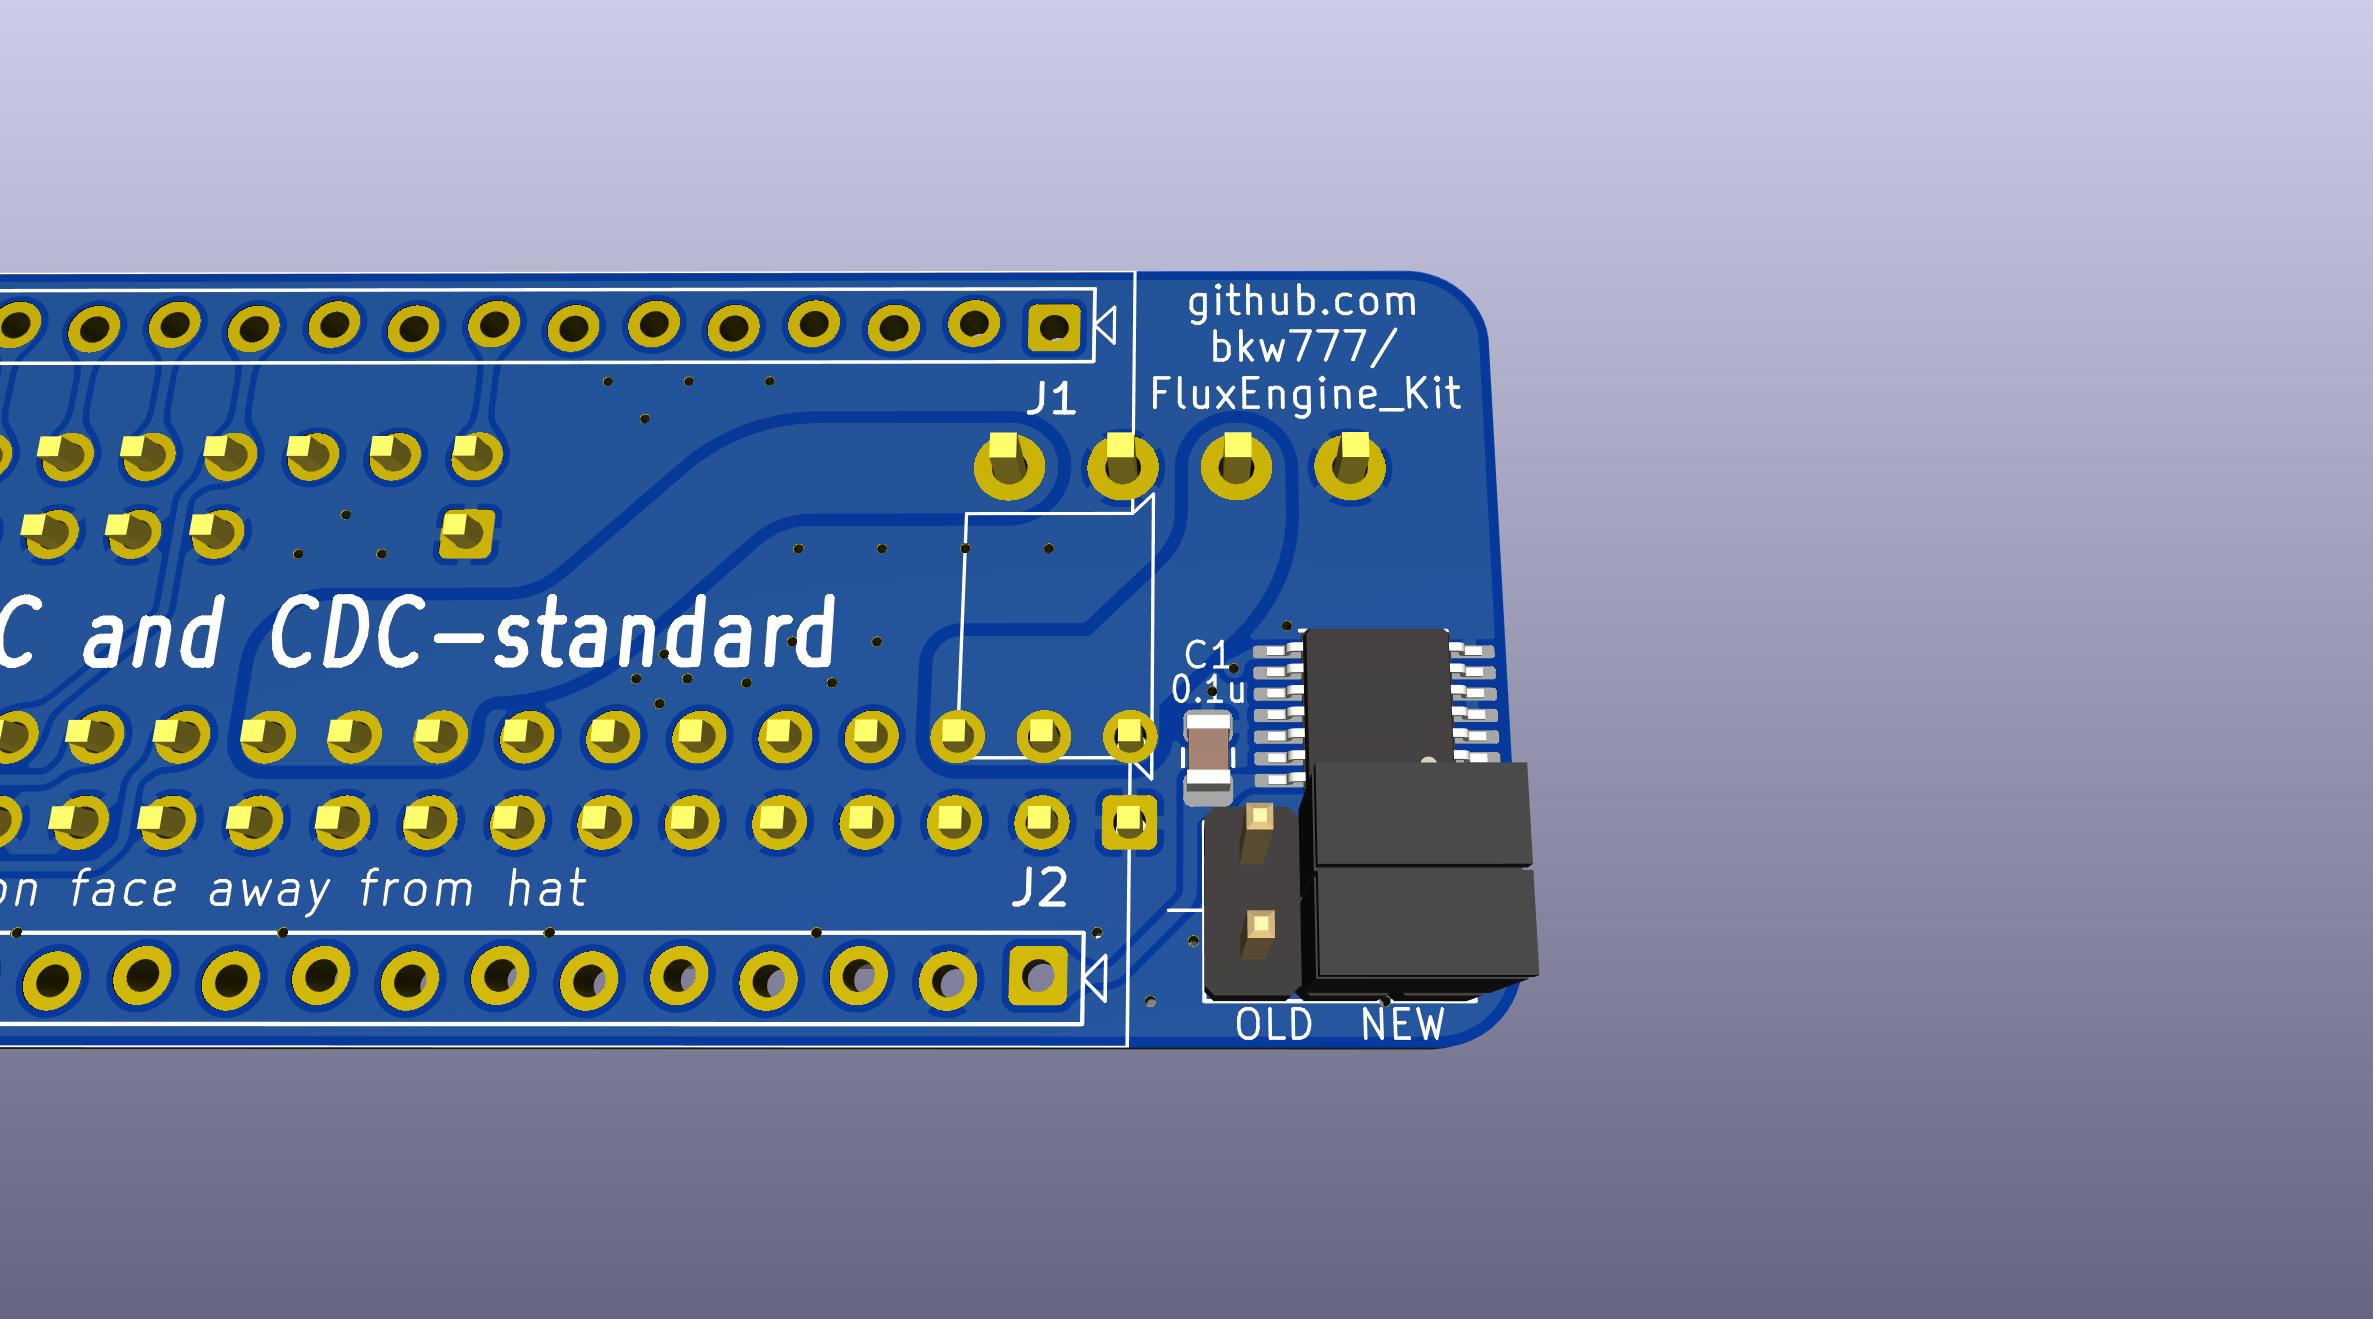 github.com
bkw777/
FluxEngine_Kit
J1
C and CDC-standard
C1
0.1u
on face away from hat
J2
OLD NEW